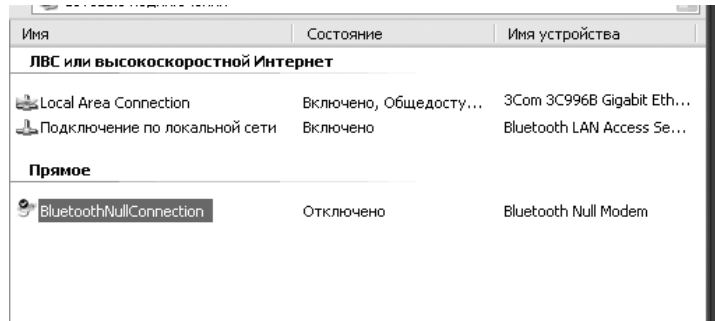 Имя Состояние Имя устройства
ЛВС или высокоскоростной Интернет
Local Area Connection Включено, Общедосту... 3Com 3C996B Gigabit Eth...
Подключение по локальной сети Включено Bluetooth LAN Access Se...
Прямое
BluetoothNullConnection Отключено Bluetooth Null Modem